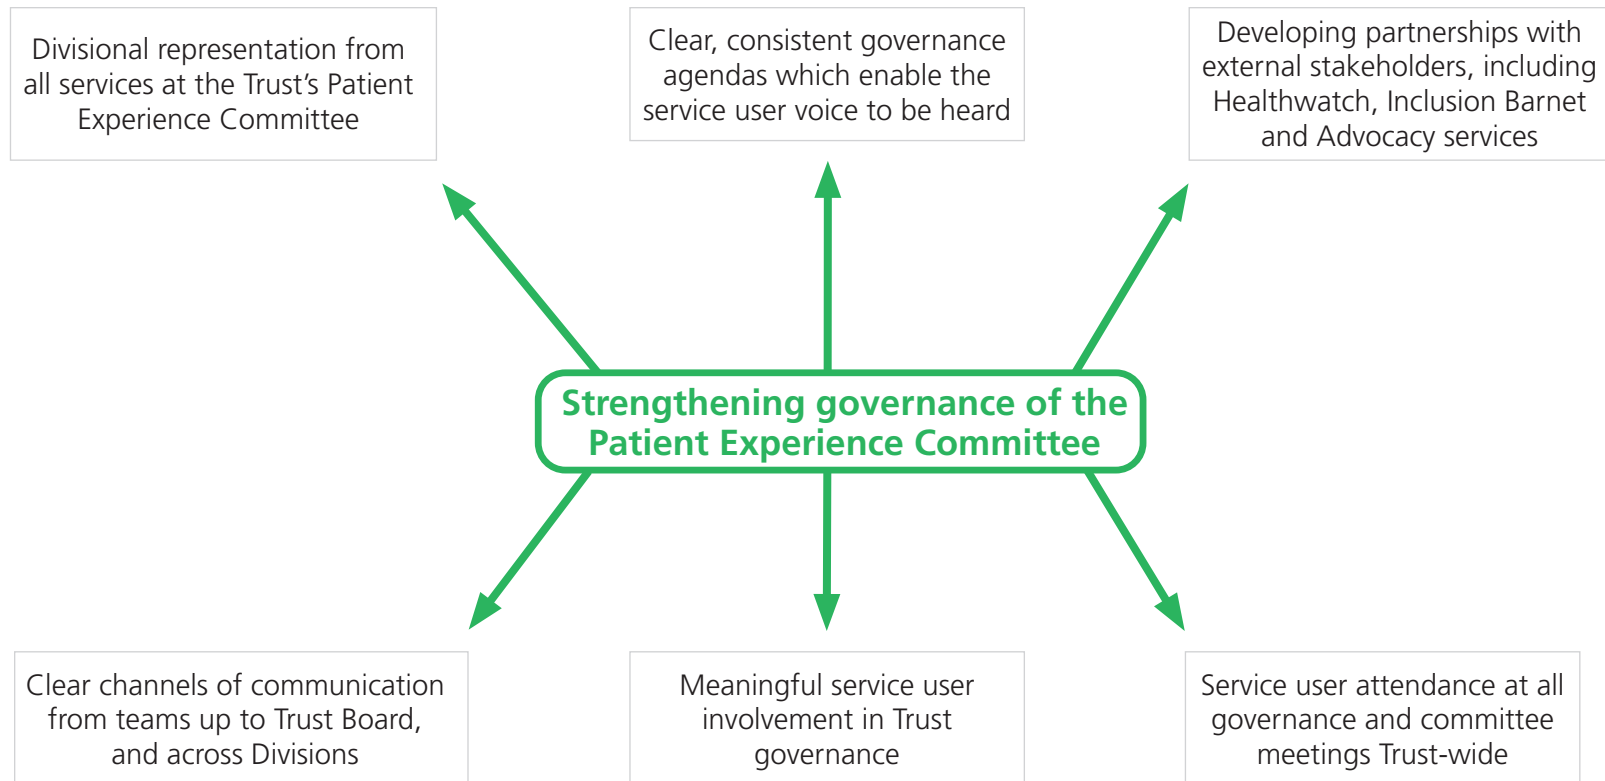 Divisional representation from
all services at the Trust's Patient
Experience Committee
Clear, consistent governance
agendas which enable the
service user voice to be heard
Developing partnerships with
external stakeholders, including
Healthwatch, Inclusion Barnet
and Advocacy services
Strengthening governance of the
Patient Experience Committee
Clear channels of communication
from teams up to Trust Board,
and across Divisions
Meaningful service user
involvement in Trust
governance
Service user attendance at all
governance and committee
meetings Trust-wide